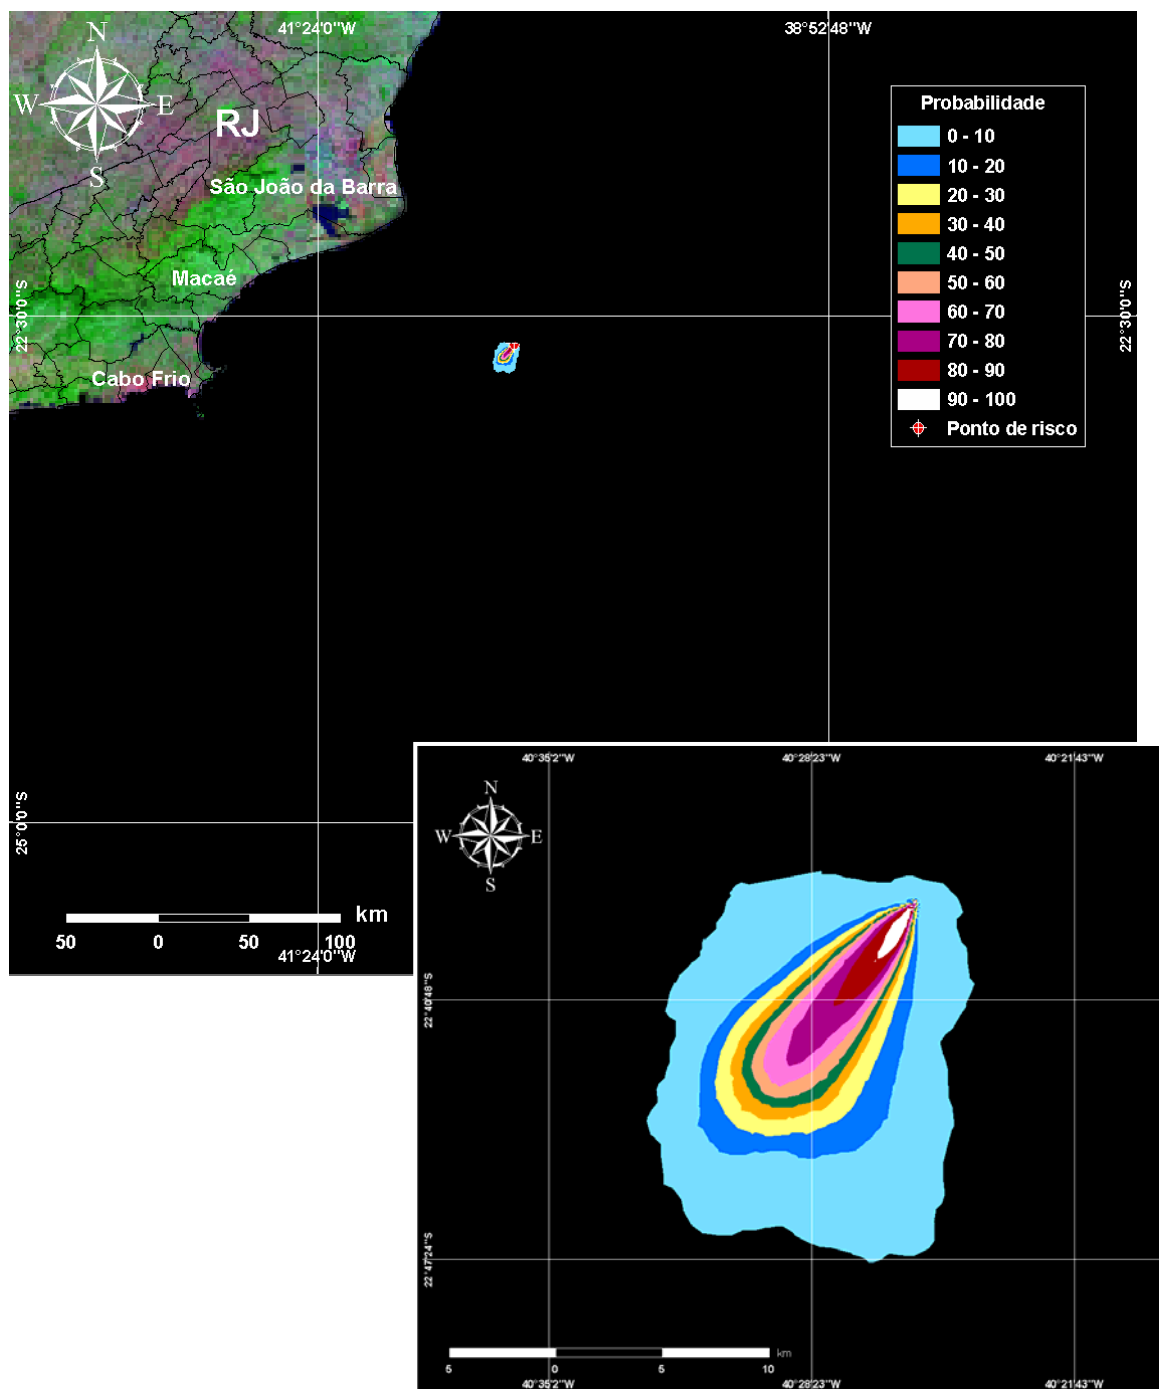 41°24'0"W
38°52'48"W
N
W
E
S
RJ
São João da Barra
Macaé
Cabo Frio
22°30'0"S
22°30'0"S
Probabilidade
0 - 10
10 - 20
20 - 30
30 - 40
40 - 50
50 - 60
60 - 70
70 - 80
80 - 90
90 - 100
Ponto de risco
25°0'0"S
km
50 0 50 100
41°24'0"W
40°35'2"W 40°28'23"W 40°21'43"W
N
W
E
S
22°40'48"S
22°47'24"S
km
5 0 5 10
40°35'2"W 40°28'23"W 40°21'43"W